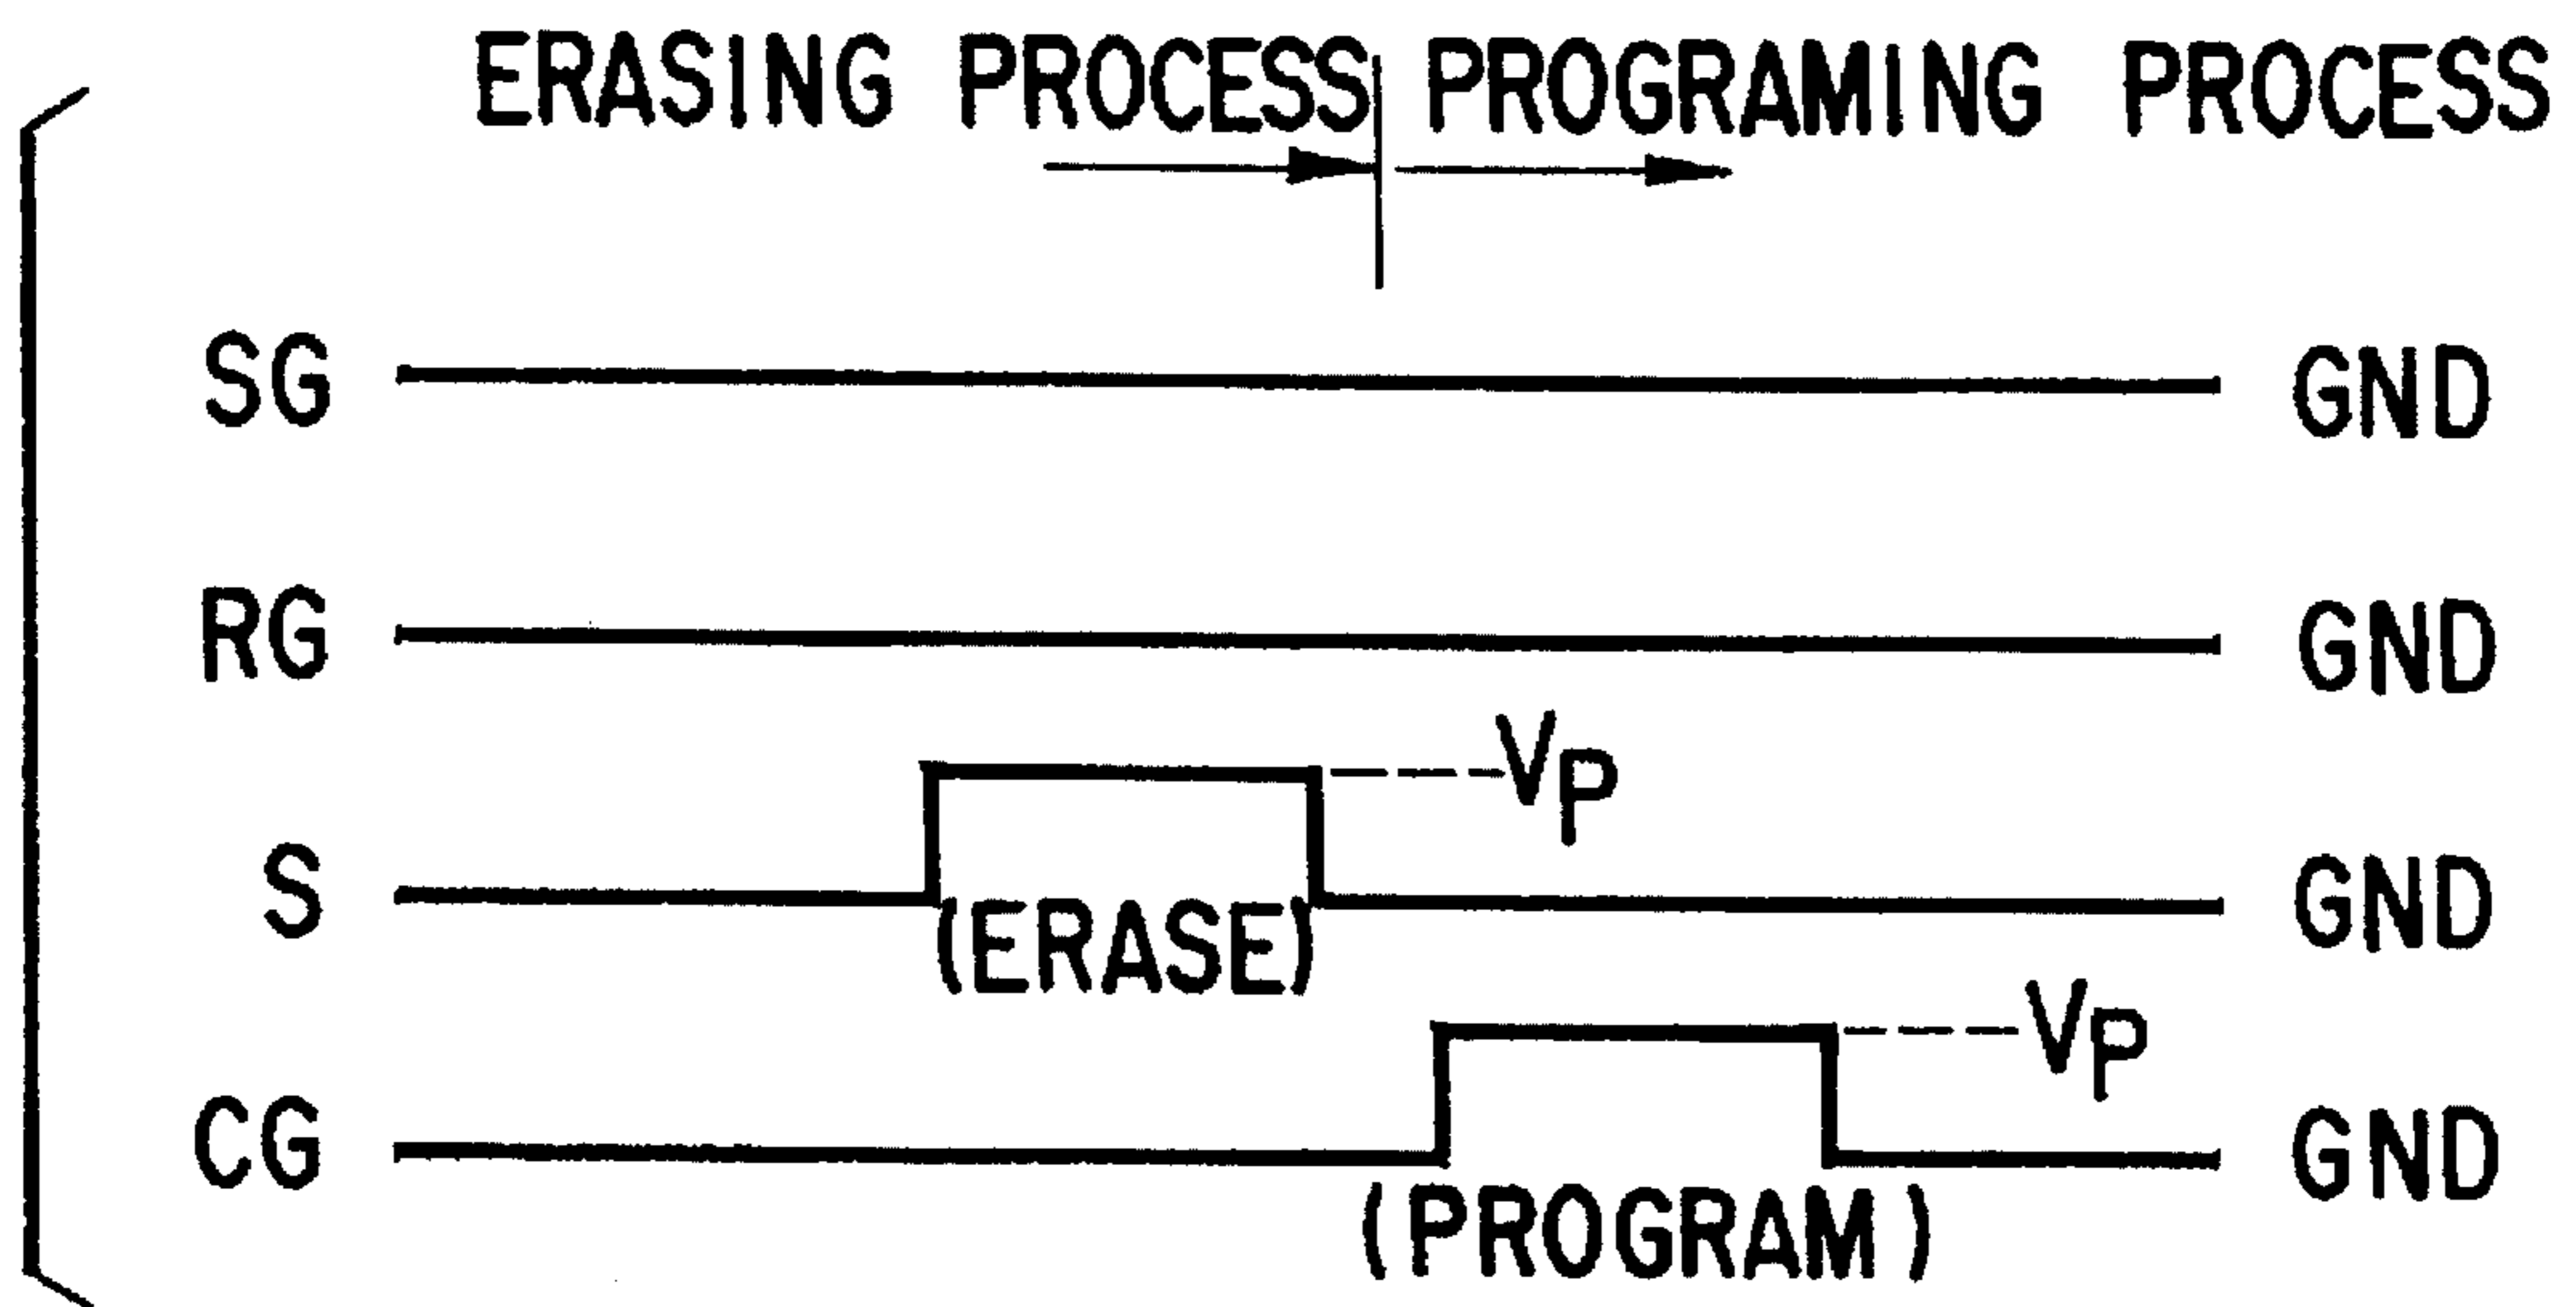 ERASING PROCESS PROGRAMING PROCESS
SG GND
RG GND
VP
S GND
(ERASE)
VP
CG GND
(PROGRAM)